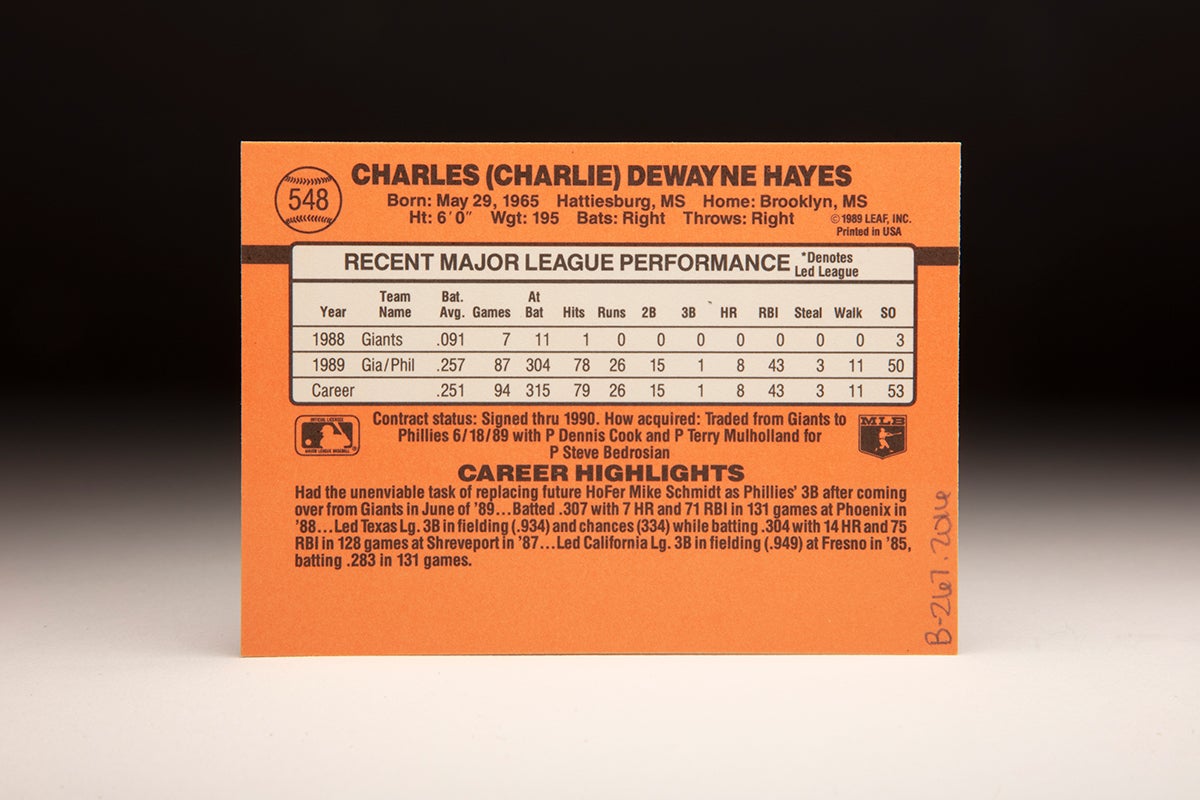 548
CHARLES (CHARLIE) DEWAYNE HAYES
Born: May 29, 1965 Hattiesburg, MS Home: Brooklyn, MS
Ht: 6´0˝ Wgt: 195 Bats: Right Throws: Right
© 1989 LEAF, INC.
Printed in USA
RECENT MAJOR LEAGUE PERFORMANCE *Denotes Led League
Year Team Name Bat. Avg. Games At Bat Hits Runs 2B 3B HR RBI Steal Walk SO
1988 Giants .091 7 11 1 0 0 0 0 0 0 0 3
1989 Gia/Phil .257 87 304 78 26 15 1 8 43 3 11 50
Career .251 94 315 79 26 15 1 8 43 3 11 53
OFFICIAL LICENSEE
MAJOR LEAGUE BASEBALL
Contract status: Signed thru 1990. How acquired: Traded from Giants to
Phillies 6/18/89 with P Dennis Cook and P Terry Mulholland for
P Steve Bedrosian
MLB
CAREER HIGHLIGHTS
Had the unenviable task of replacing future HoFer Mike Schmidt as Phillies' 3B after coming
over from Giants in June of '89...Batted .307 with 7 HR and 71 RBI in 131 games at Phoenix in
'88...Led Texas Lg. 3B in fielding (.934) and chances (334) while batting .304 with 14 HR and 75
RBI in 128 games at Shreveport in '87...Led California Lg. 3B in fielding (.949) at Fresno in '85,
batting .283 in 131 games.
B-267.2014